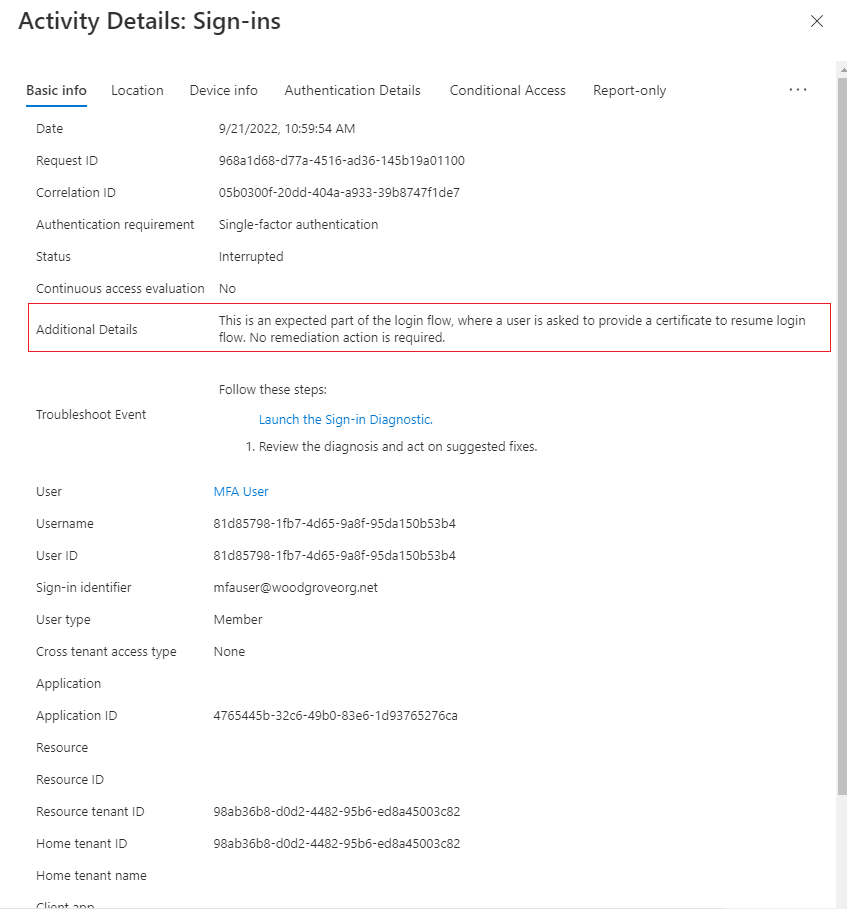 Activity Details: Sign-ins
Basic info Location Device info Authentication Details Conditional Access Report-only ...
Date 9/21/2022, 10:59:54 AM
Request ID 968a1d68-d77a-4516-ad36-145b19a01100
Correlation ID 05b0300f-20dd-404a-a933-39b8747f1de7
Authentication requirement Single-factor authentication
Status Interrupted
Continuous access evaluation No
Additional Details This is an expected part of the login flow, where a user is asked to provide a certificate to resume login
flow. No remediation action is required.
Follow these steps:
Troubleshoot Event Launch the Sign-in Diagnostic.
1. Review the diagnosis and act on suggested fixes.
User MFA User
Username 81d85798-1fb7-4d65-9a8f-95da150b53b4
User ID 81d85798-1fb7-4d65-9a8f-95da150b53b4
Sign-in identifier mfauser@woodgroveorg.net
User type Member
Cross tenant access type None
Application
Application ID 4765445b-32c6-49b0-83e6-1d93765276ca
Resource
Resource ID
Resource tenant ID 98ab36b8-d0d2-4482-95b6-ed8a45003c82
Home tenant ID 98ab36b8-d0d2-4482-95b6-ed8a45003c82
Home tenant name
Client app